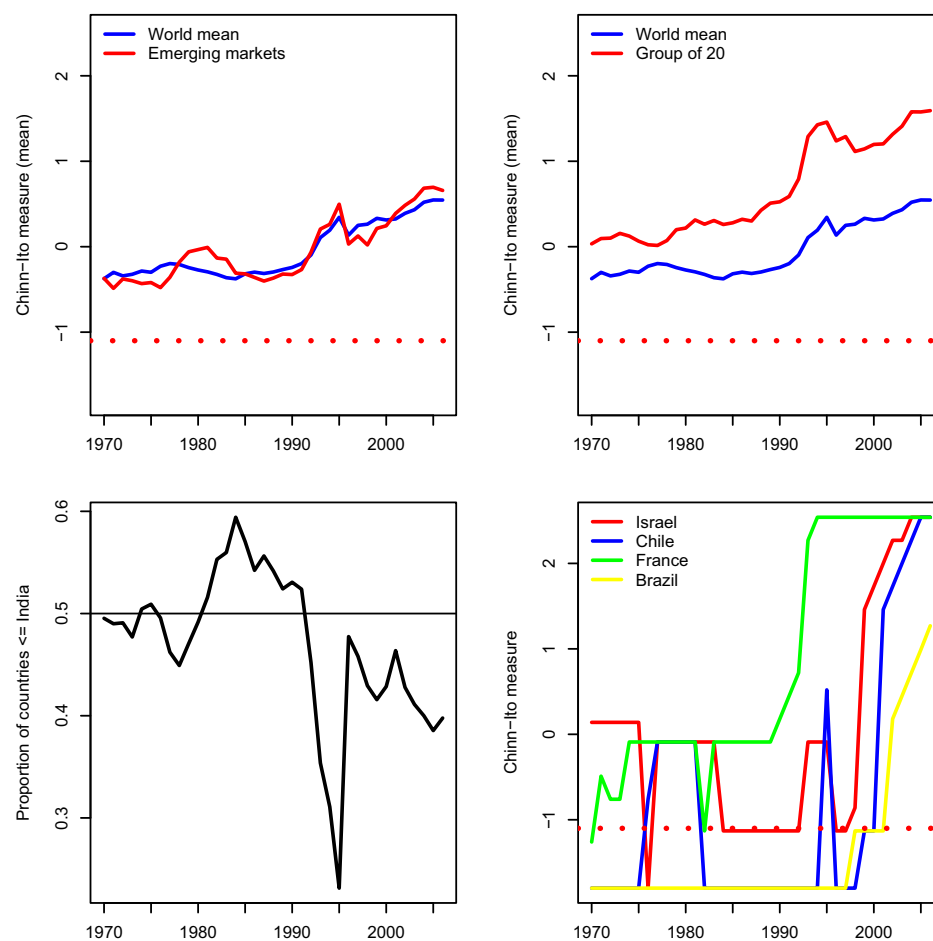 World mean
Emerging markets
Chinn−Ito measure (mean)
2
1
0
−1
1970 1980 1990 2000
World mean
Group of 20
Chinn−Ito measure (mean)
2
1
0
−1
1970 1980 1990 2000
Proportion of countries <= India
0.6
0.5
0.4
0.3
1970 1980 1990 2000
Israel
Chile
France
Brazil
Chinn−Ito measure
2
1
0
−1
1970 1980 1990 2000